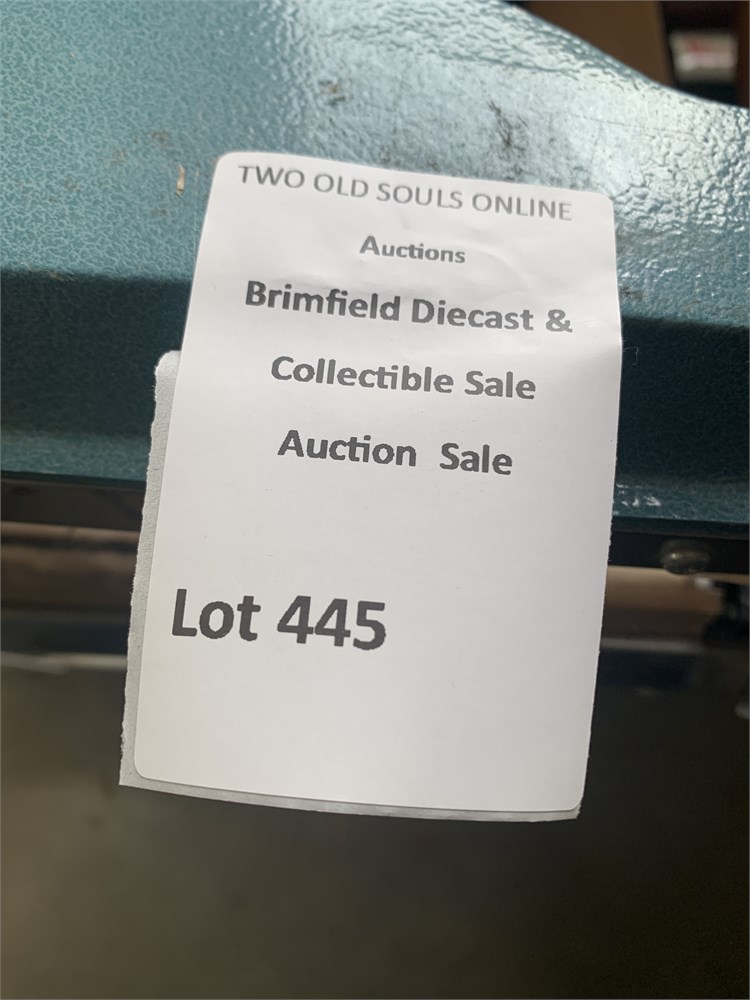 TWO OLD SOULS ONLINE
Auctions
Brimfield Diecast &
Collectible Sale
Auction Sale
Lot 445